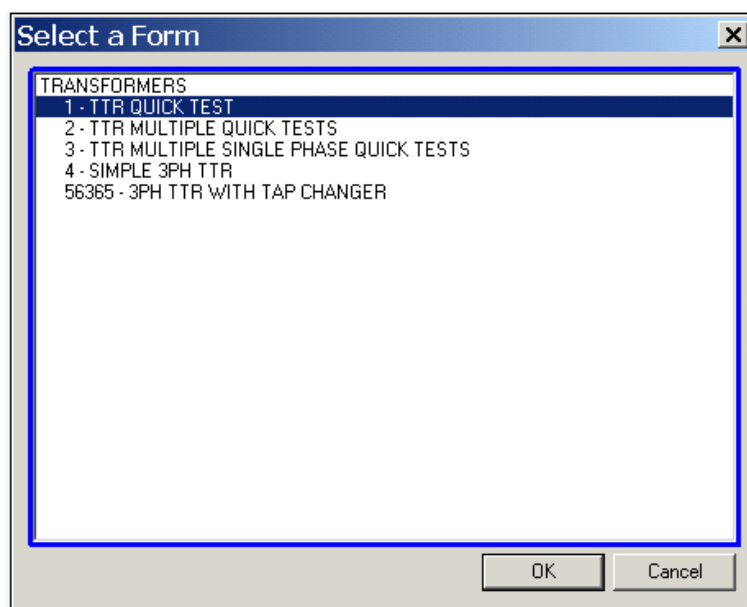 Select a Form
TRANSFORMERS
1 - TTR QUICK TEST
2 - TTR MULTIPLE QUICK TESTS
3 - TTR MULTIPLE SINGLE PHASE QUICK TESTS
4 - SIMPLE 3PH TTR
56365 - 3PH TTR WITH TAP CHANGER
OK Cancel